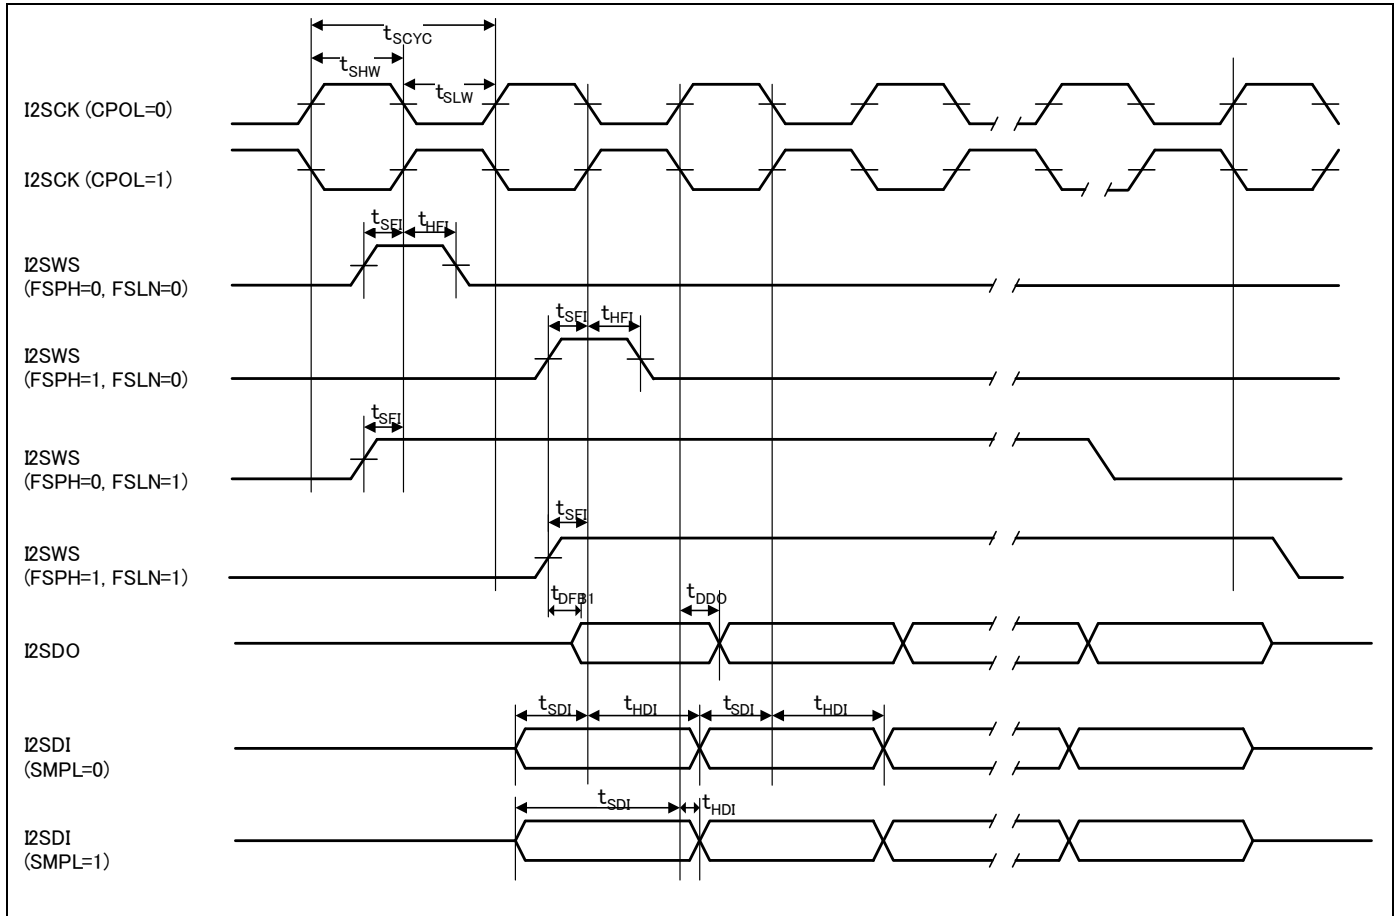 tSCYC
tSHW
tSLW
I2SCK (CPOL=0)
I2SCK (CPOL=1)
tSFI tHFI
I2SWS
(FSPH=0, FSLN=0)
tSFI tHFI
I2SWS
(FSPH=1, FSLN=0)
tSFI
I2SWS
(FSPH=0, FSLN=1)
tSFI
I2SWS
(FSPH=1, FSLN=1)
tDFB1 tDDO
I2SDO
tSDI tHDI tSDI tHDI
I2SDI
(SMPL=0)
tSDI tHDI
I2SDI
(SMPL=1)